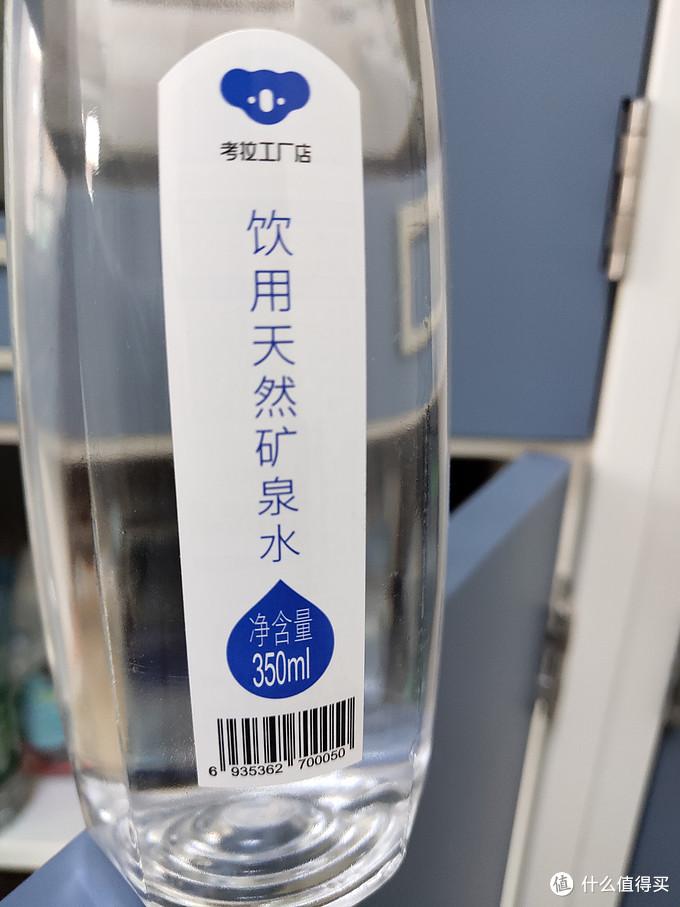 考拉工厂店
饮用天然矿泉水
净含量
350ml
6 935362 700050
值 什么值得买